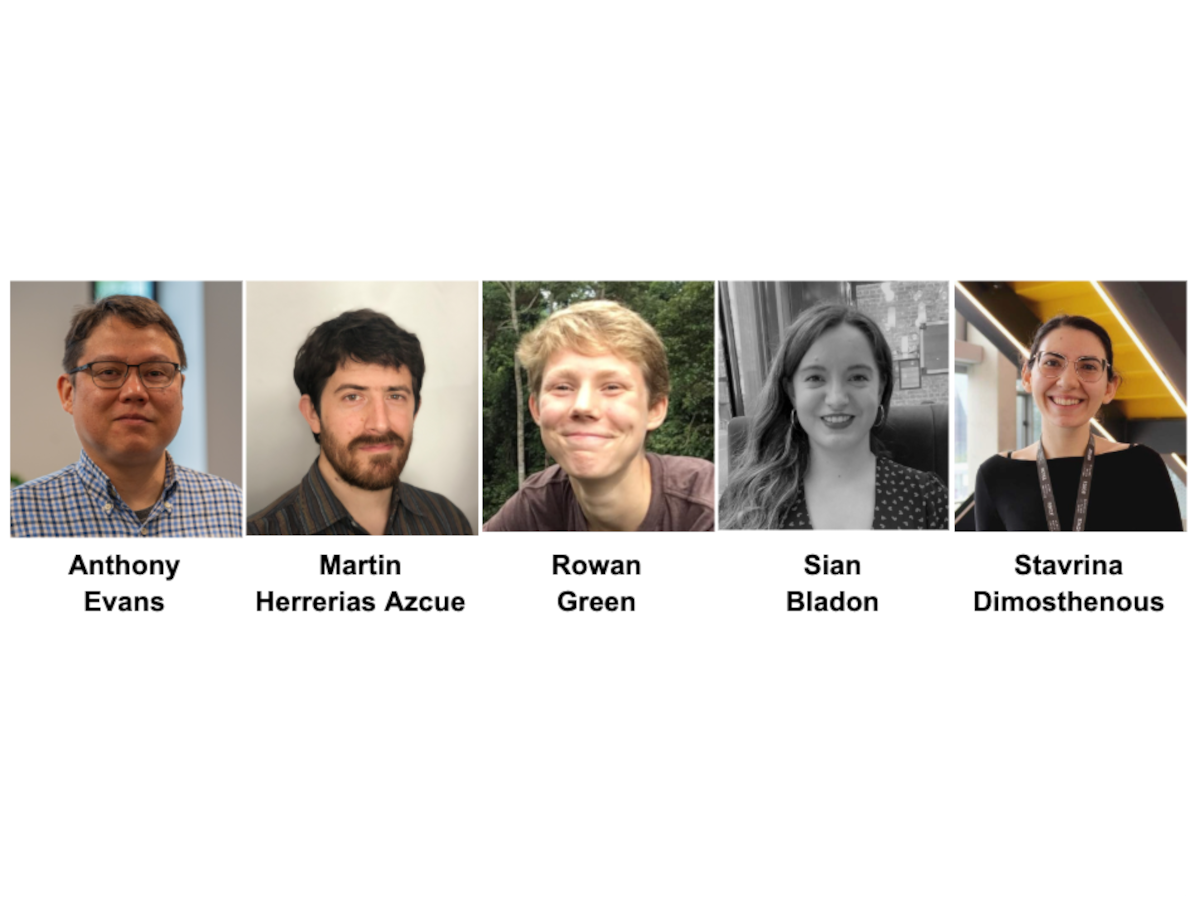 Anthony
Evans
Martin
Herrerias Azcue
Rowan
Green
Sian
Bladon
Stavrina
Dimosthenous